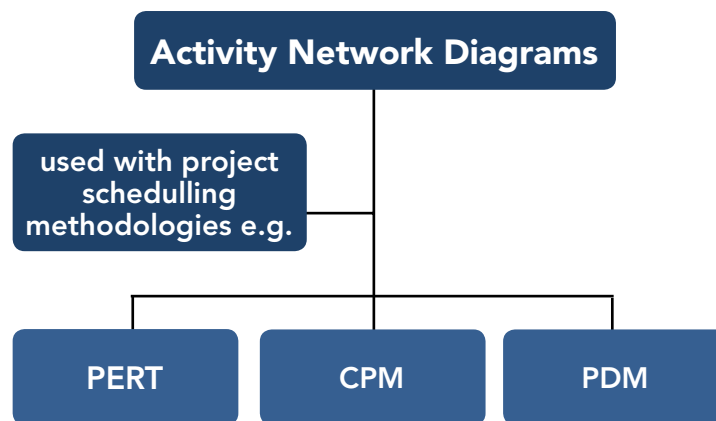 Activity Network Diagrams
used with project
schedulling
methodologies e.g.
PERT
CPM
PDM